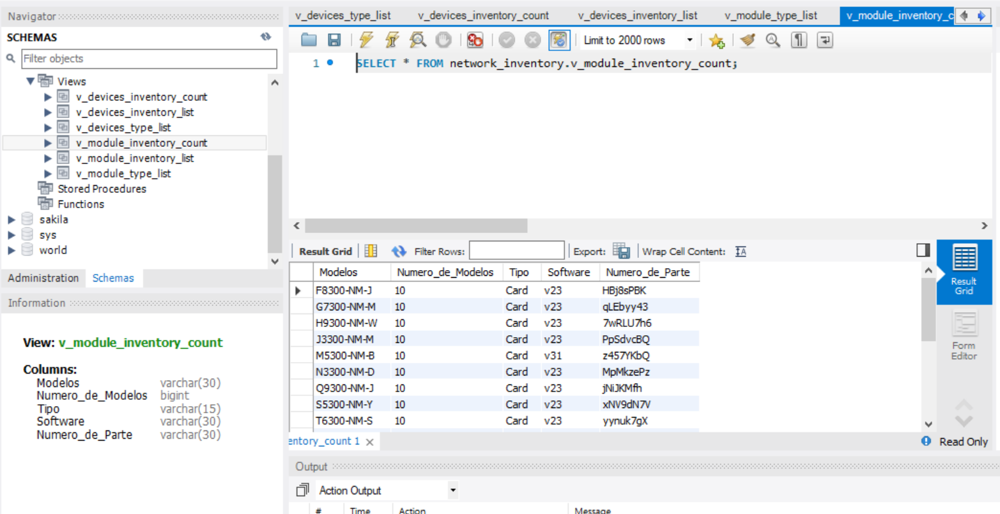 Navigator
SCHEMAS
Filter objects
Views
v_devices_inventory_count
v_devices_inventory_list
v_devices_type_list
v_module_inventory_count
v_module_inventory_list
v_module_type_list
Stored Procedures
Functions
sakila
sys
world
Administration Schemas
Information
View: v_module_inventory_count
Columns:
Modelos varchar(30)
Numero_de_Modelos bigint
Tipo varchar(15)
Software varchar(30)
Numero_de_Parte varchar(30)
v_devices_type_list v_devices_inventory_count v_devices_inventory_list v_module_type_list v_module_inventory_c
Limit to 2000 rows
1 SELECT * FROM network_inventory.v_module_inventory_count;
Result Grid Filter Rows: Export: Wrap Cell Content:
Modelos Numero_de_Modelos Tipo Software Numero_de_Parte
F8300-NM-J 10 Card v23 HBj8sPBK
G7300-NM-M 10 Card v23 qLEbyy43
H9300-NM-W 10 Card v23 7wRLU7h6
J3300-NM-M 10 Card v23 PpSdvcBQ
M5300-NM-B 10 Card v31 z457YKbQ
N3300-NM-D 10 Card v23 MpMkzePz
Q9300-NM-J 10 Card v23 jNiJKMfh
S5300-NM-Y 10 Card v23 xNV9dN7V
T6300-NM-S 10 Card v23 yynuk7gX
Result
Grid
Form
Editor
entory_count 1
Read Only
Output
Action Output
# Time Action Message